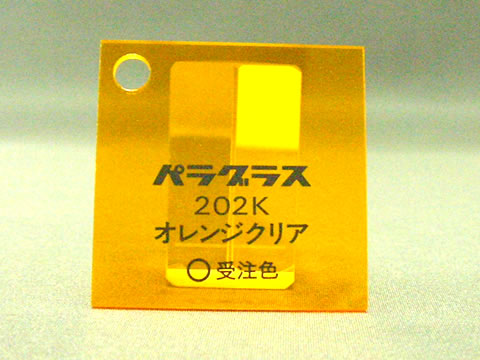 パラグラス
202K
オレンジクリア
○受注色